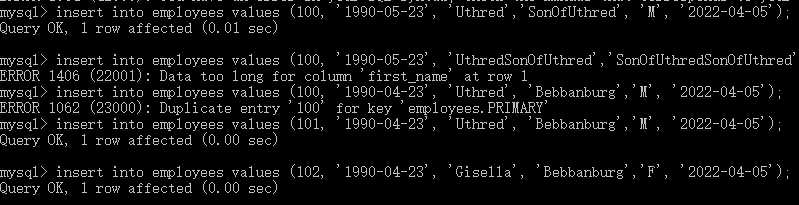 mysql> insert into employees values (100, '1990-05-23', 'Uthred','SonOfUthred', 'M', '2022-04-05');
Query OK, 1 row affected (0.01 sec)
mysql> insert into employees values (100, '1990-05-23', 'UthredSonOfUthred','SonOfUthredSonOfUthred'
ERROR 1406 (22001): Data too long for column 'first_name' at row 1
mysql> insert into employees values (100, '1990-04-23', 'Uthred', 'Bebbanburg','M', '2022-04-05');
ERROR 1062 (23000): Duplicate entry '100' for key 'employees.PRIMARY'
mysql> insert into employees values (101, '1990-04-23', 'Uthred', 'Bebbanburg','M', '2022-04-05');
Query OK, 1 row affected (0.00 sec)
mysql> insert into employees values (102, '1990-04-23', 'Gisella', 'Bebbanburg','F', '2022-04-05');
Query OK, 1 row affected (0.00 sec)